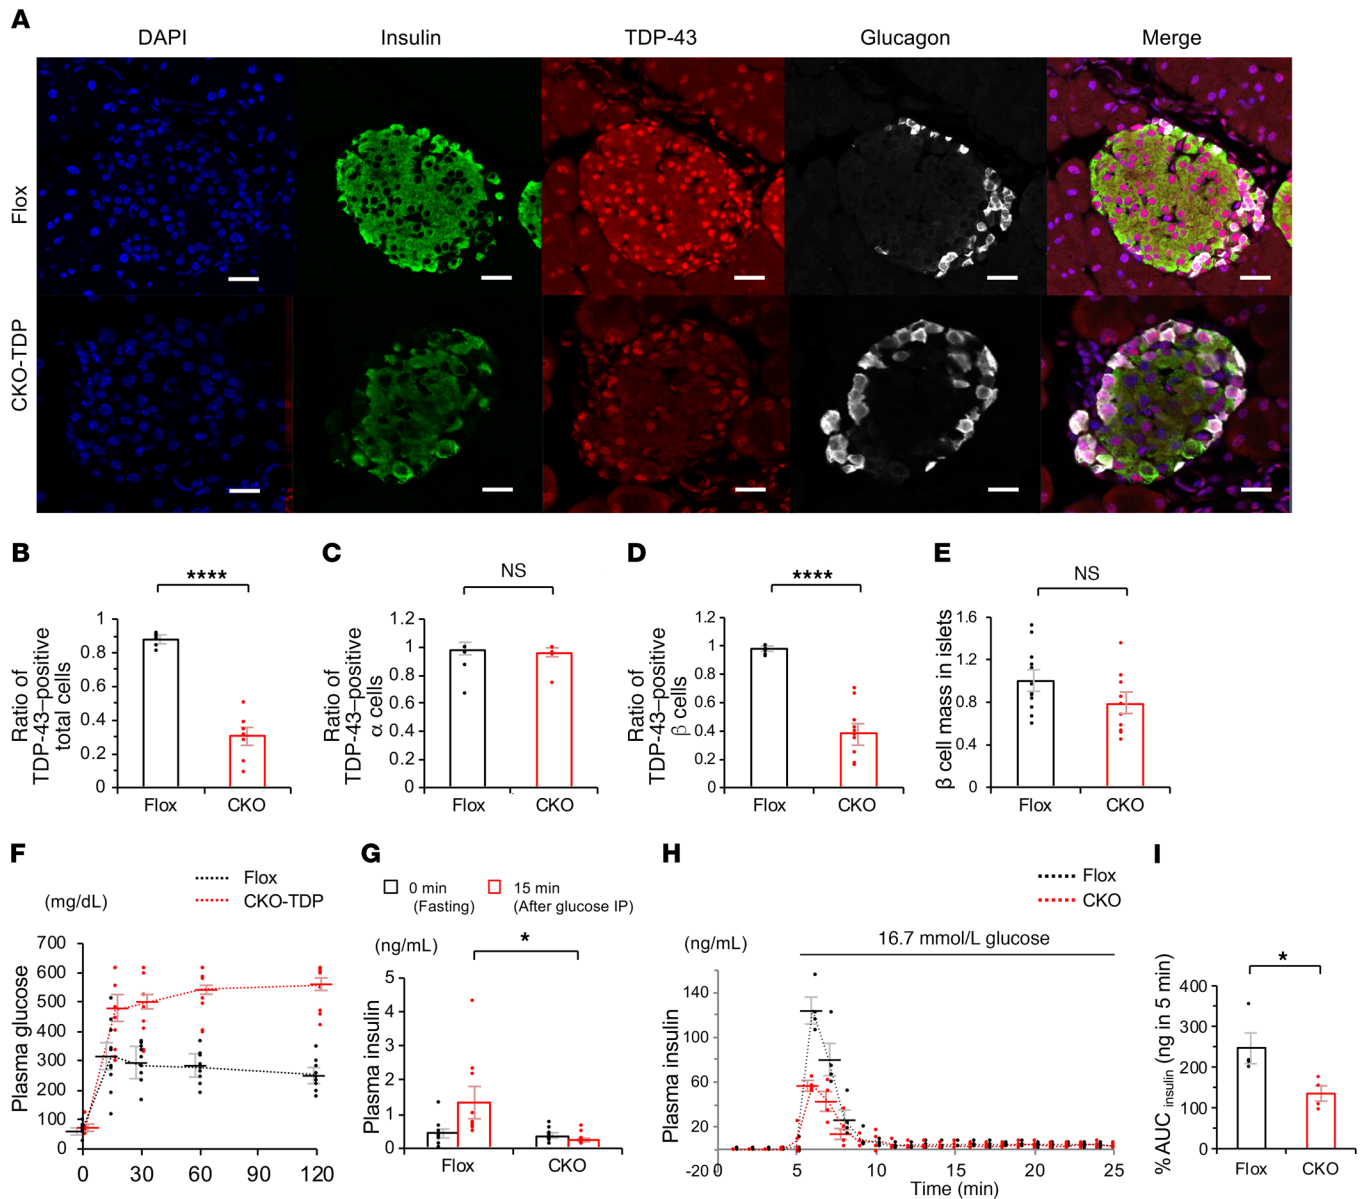 A
DAPI Insulin TDP-43 Glucagon Merge
Flox
CKO-TDP
B
****
Ratio of
TDP-43–positive
total cells
1
0.8
0.6
0.4
0.2
0
Flox CKO
C
NS
Ratio of
TDP-43–positive
α cells
1.2
1
0.8
0.6
0.4
0.2
0
Flox CKO
D
****
Ratio of
TDP-43–positive
β cells
1.2
1
0.8
0.6
0.4
0.2
0
Flox CKO
E
NS
β cell mass in islets
1.6
1.2
0.8
0.4
0
Flox CKO
F
Flox
CKO-TDP
(mg/dL)
Plasma glucose
700
600
500
400
300
200
100
0
0 30 60 90 120
G
0 min
(Fasting)
15 min
(After glucose IP)
(ng/mL)
*
Plasma insulin
5
4
3
2
1
0
Flox CKO
H
Flox
CKO
(ng/mL)
16.7 mmol/L glucose
Plasma insulin
140
100
60
20
-20
0 5 10 15 20 25
Time (min)
I
*
%AUC insulin (ng in 5 min)
400
300
200
100
0
Flox CKO